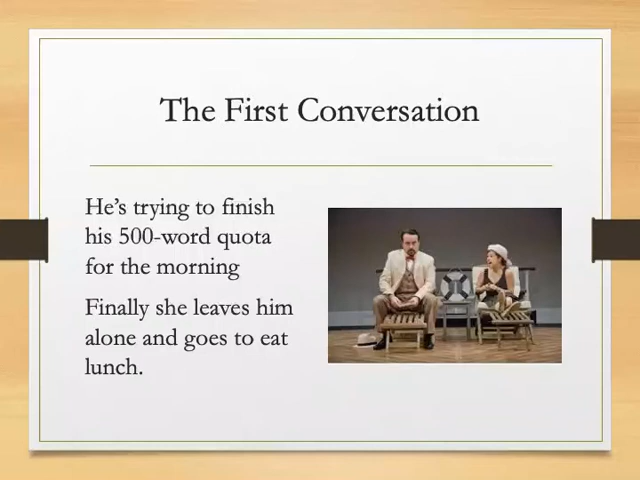 The First Conversation
He's trying to finish
his 500-word quota
for the morning
Finally she leaves him
alone and goes to eat
lunch.